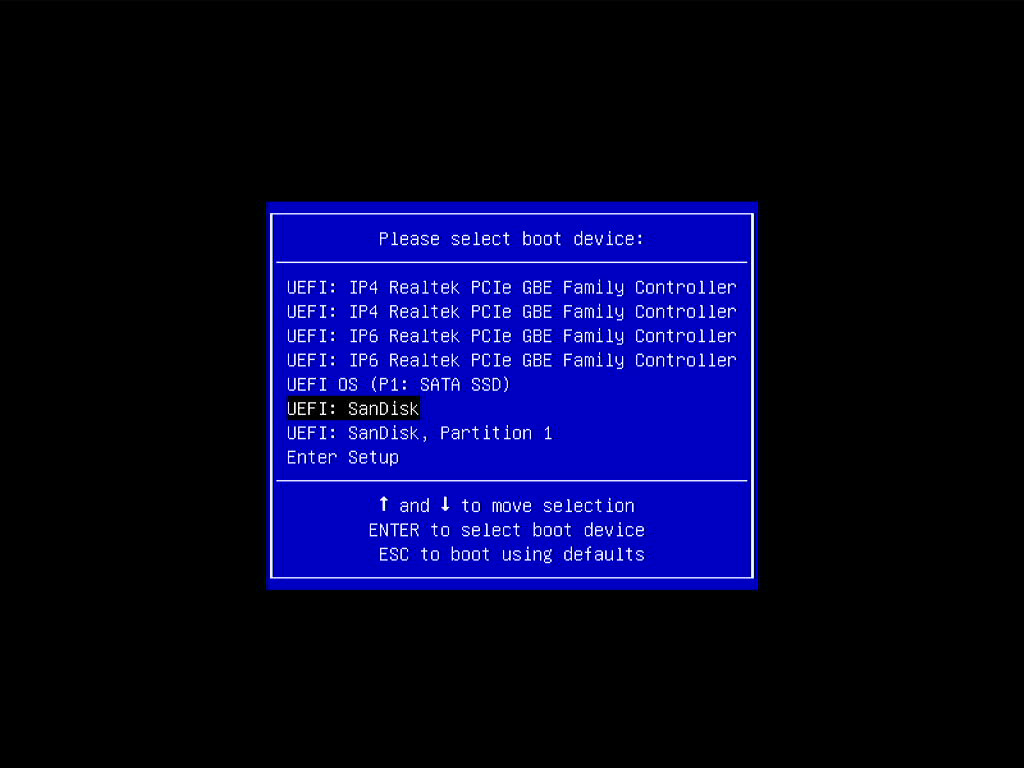 Please select boot device:
UEFI: IP4 Realtek PCIe GBE Family Controller
UEFI: IP4 Realtek PCIe GBE Family Controller
UEFI: IP6 Realtek PCIe GBE Family Controller
UEFI: IP6 Realtek PCIe GBE Family Controller
UEFI OS (P1: SATA SSD)
UEFI: SanDisk
UEFI: SanDisk, Partition 1
Enter Setup
↑ and ↓ to move selection
ENTER to select boot device
ESC to boot using defaults